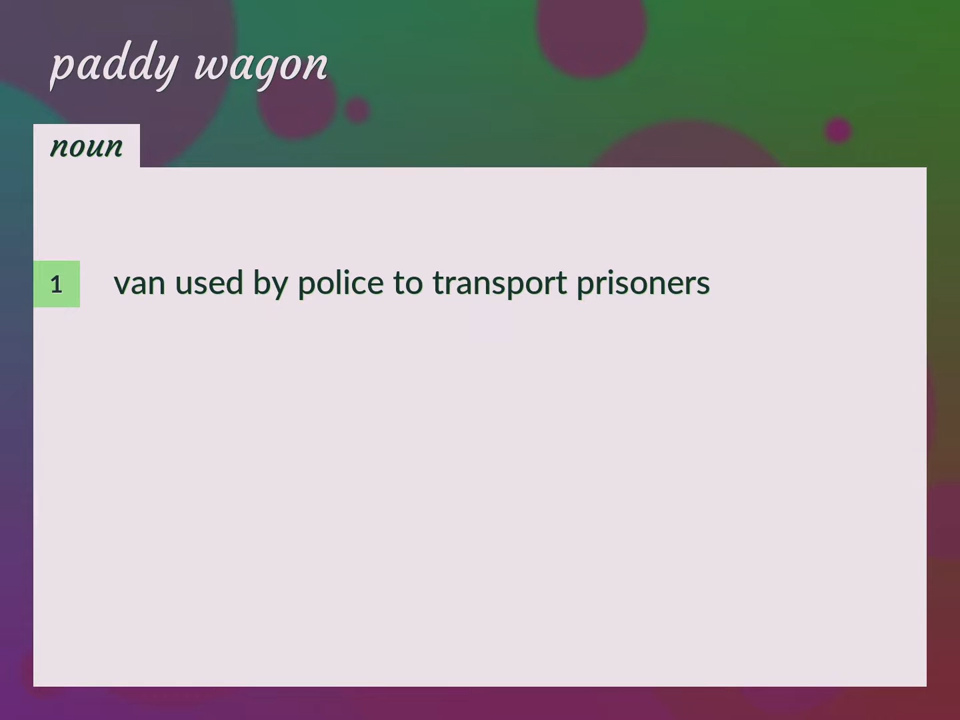 paddy wagon
noun
1 van used by police to transport prisoners